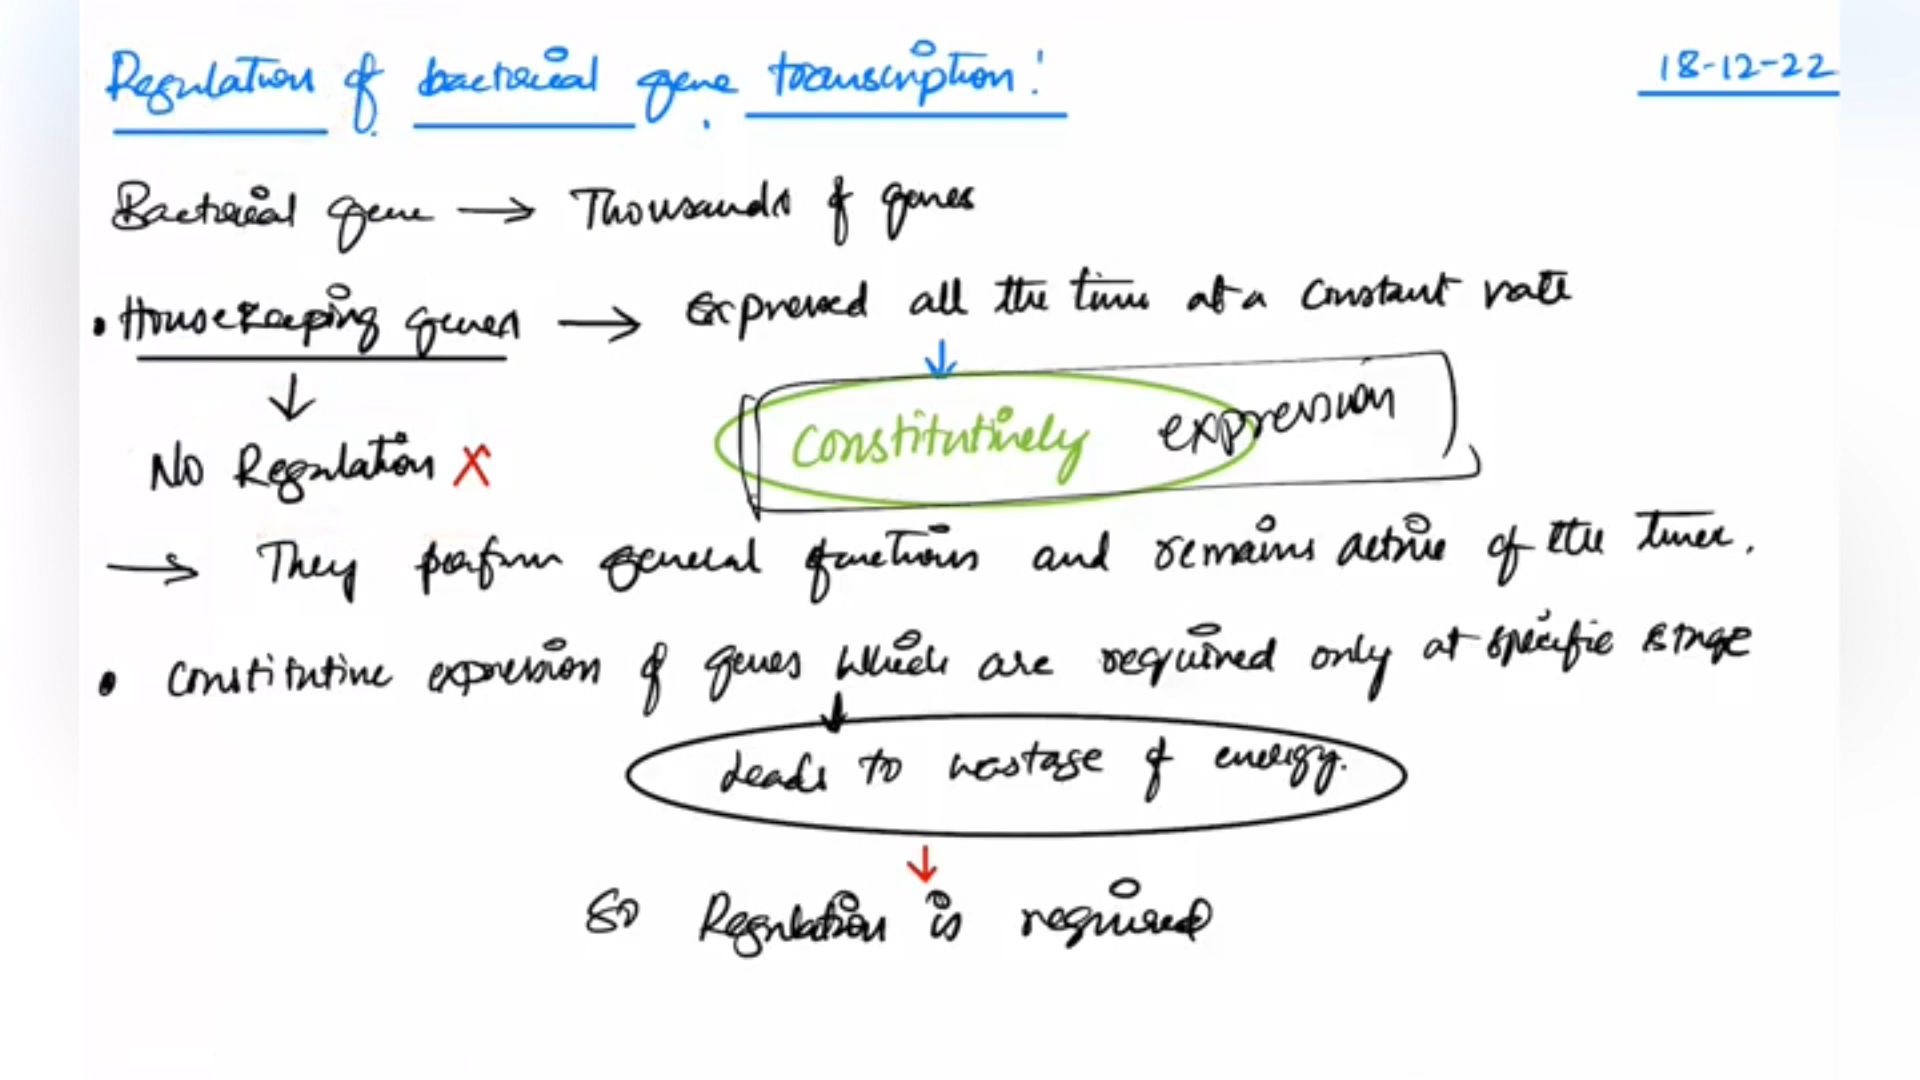 Regulation of bacterial gene transcription:
18-12-22
Bacterial gene → Thousands of genes
• Housekeeping genes → Expressed all the time at a constant rate
↓
↓
Constitutively expression
No Regulation X
→ They perform general functions and remains active of the times.
• Constitutive expression of genes which are required only at specific stage
↓
Leads to wastage of energy.
↓
So Regulation is required